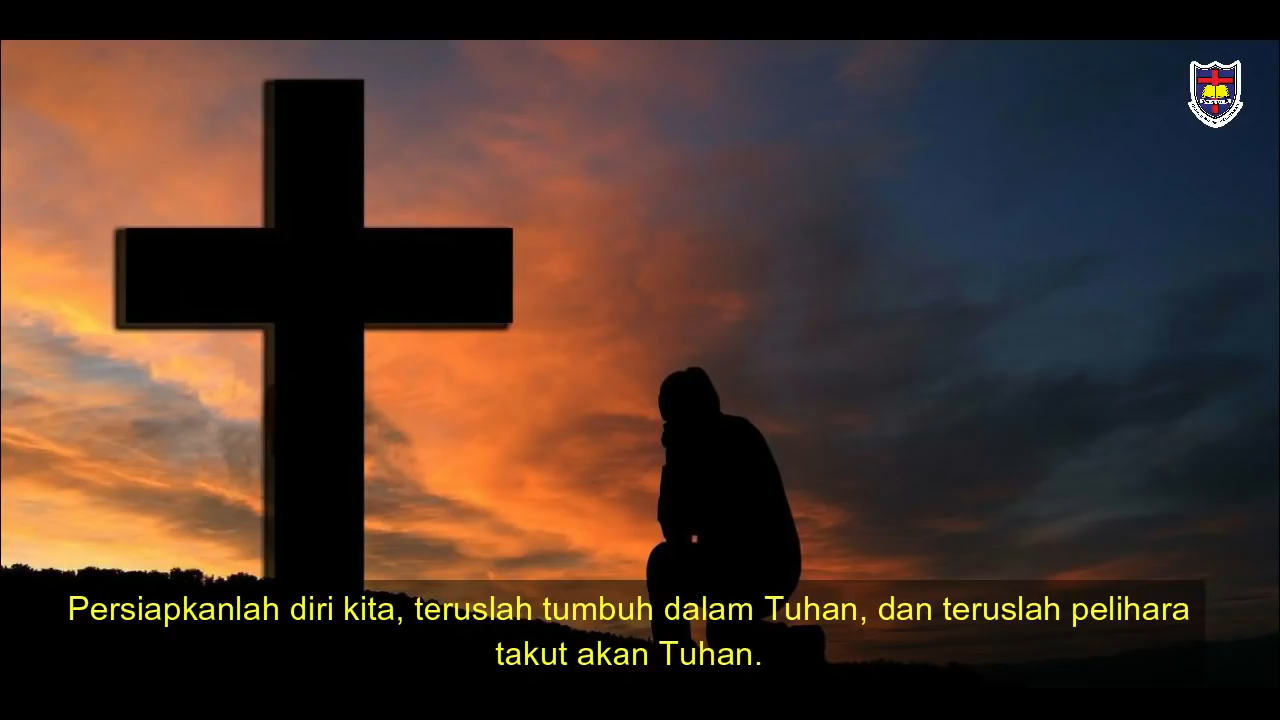 Persiapkanlah diri kita, teruslah tumbuh dalam Tuhan, dan teruslah pelihara
takut akan Tuhan.